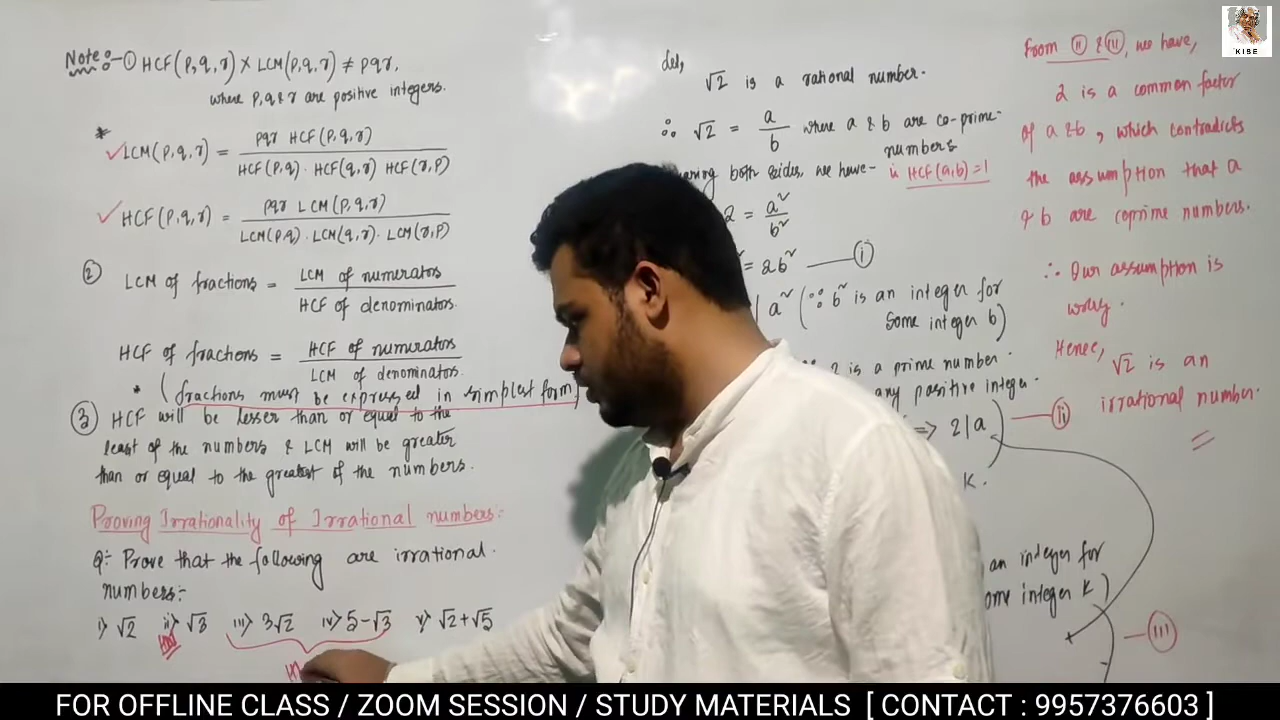 Note:- ① HCF(p,q,r) × LCM(p,q,r) ≠ pqr,
where p,q & r are positive integers.
* ✓ LCM(p,q,r) = pqr HCF(p,q,r) / HCF(p,q). HCF(q,r) HCF(r,p)
✓ HCF(p,q,r) = pqr LCM(p,q,r) / LCM(p,q). LCM(q,r). LCM(r,p)
② LCM of fractions = LCM of numerators / HCF of denominators.
HCF of fractions = HCF of numerators / LCM of denominators.
* (fractions must be expressed in simplest form)
③ HCF will be lesser than or equal to the
least of the numbers & LCM will be greater
than or equal to the greatest of the numbers.
Proving Irrationality of Irrational numbers:-
Q:- Prove that the following are irrational
numbers:-
i) √2 ii) √3 iii) 3√2 iv) 5-√3 v) √2+√5
HW
√2 is a rational number.
∴ √2 = a / b where a & b are co-prime
numbers
both sides, we have- ie HCF(a,b)=1
2 = a² / b²
= 2b² —— (i)
| a² (∵ b² is an integer for
some integer b)
2 is a prime number.
any positive integer.
=> 2|a) —— (ii)
K.
an integer for
some integer K)
—(iii)
From (ii) & (iii), we have,
2 is a common factor
of a & b, which contradicts
the assumption that a
& b are coprime numbers.
∴ Our assumption is
wrong.
Hence,
√2 is an
irrational number.
KISE
FOR OFFLINE CLASS / ZOOM SESSION / STUDY MATERIALS [ CONTACT : 9957376603 ]